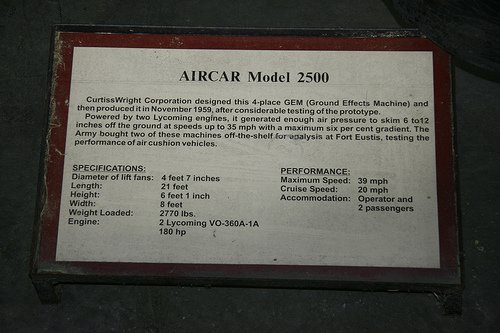 AIRCAR Model 2500
CurtissWright Corporation designed this 4-place GEM (Ground Effects Machine) and
then produced it in November 1959, after considerable testing of the prototype.
Powered by two Lycoming engines, it generated enough air pressure to skim 6 to12
inches off the ground at speeds up to 35 mph with a maximum six per cent gradient. The
Army bought two of these machines off-the-shelf for analysis at Fort Eustis, testing the
performance of air cushion vehicles.
SPECIFICATIONS:
Diameter of lift fans: 4 feet 7 inches
Length: 21 feet
Height: 6 feet 1 inch
Width: 8 feet
Weight Loaded: 2770 lbs.
Engine: 2 Lycoming VO-360A-1A
180 hp
PERFORMANCE:
Maximum Speed: 39 mph
Cruise Speed: 20 mph
Accommodation: Operator and
2 passengers